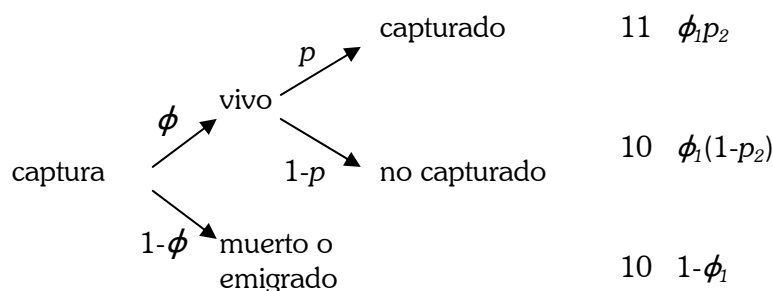 capturado 11 ϕ₁p₂
p
vivo
ϕ
captura 1-p no capturado 10 ϕ₁(1-p₂)
1-ϕ muerto o
emigrado 10 1-ϕ₁